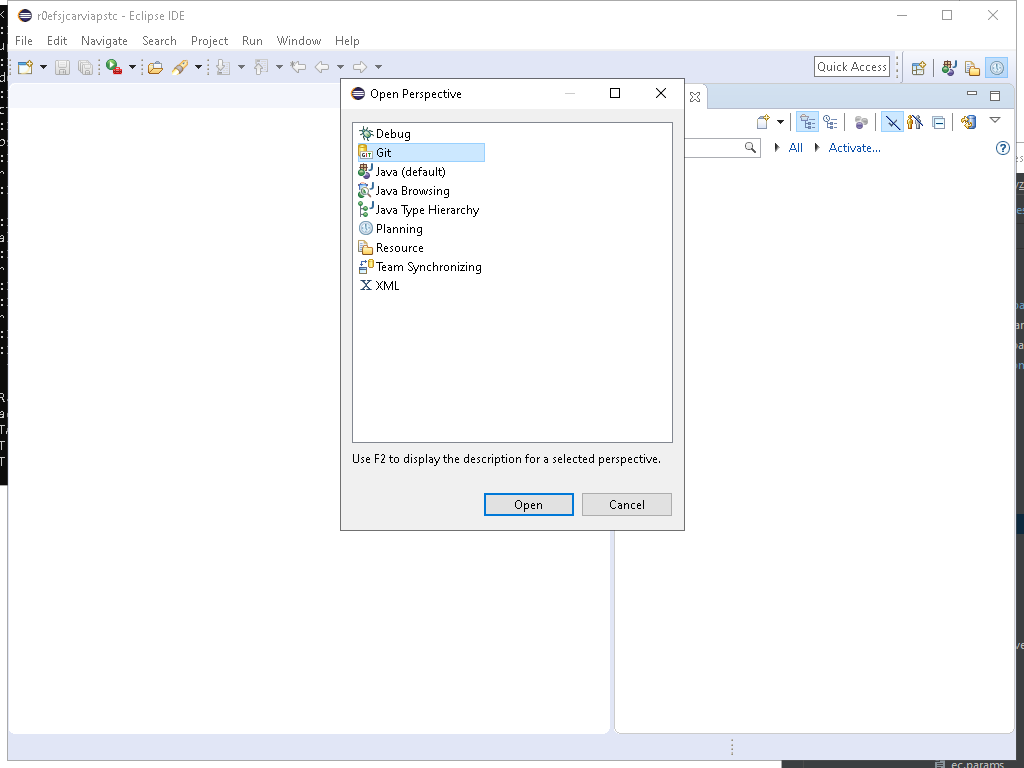 r0efsjcarviapstc - Eclipse IDE
File Edit Navigate Search Project Run Window Help
Quick Access
Open Perspective
Debug
GIT Git
Java (default)
Java Browsing
Java Type Hierarchy
Planning
Resource
Team Synchronizing
XML
Use F2 to display the description for a selected perspective.
Open Cancel
All Activate...
ec.params